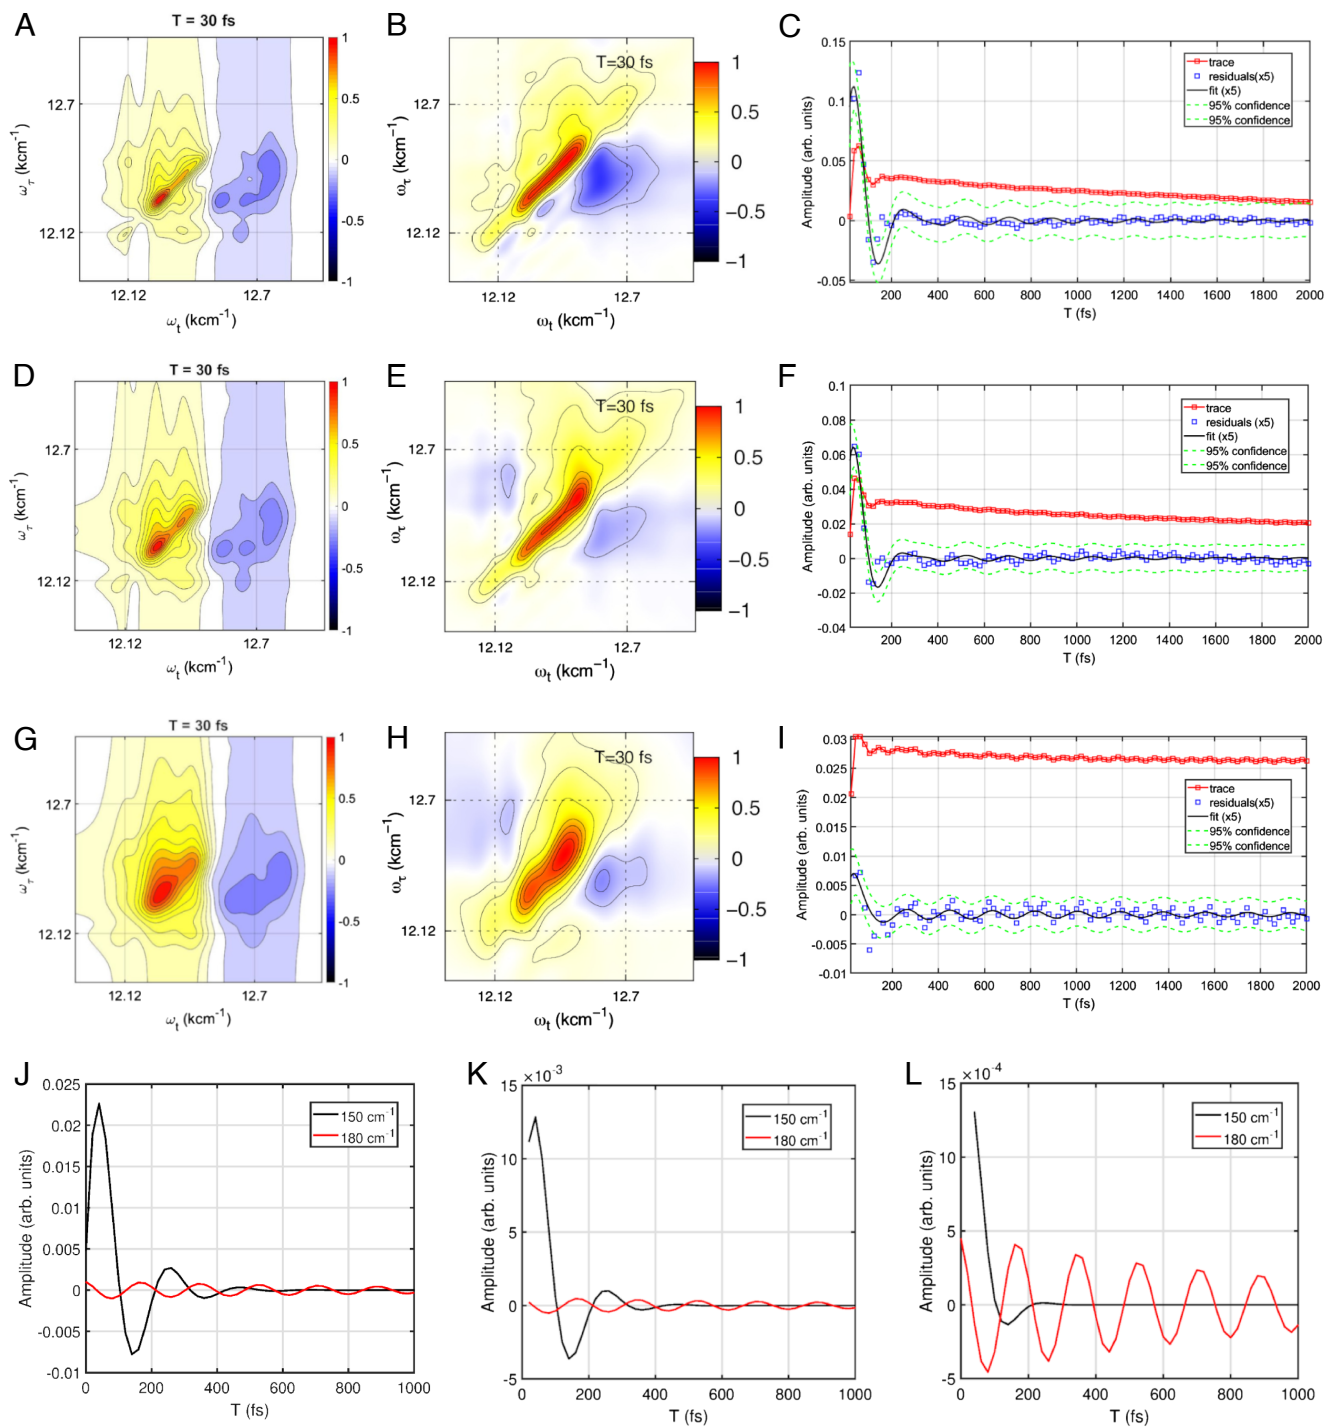 A
T = 30 fs
12.7
12.12
ω_τ (kcm⁻¹)
12.12
12.7
ω_t (kcm⁻¹)
1
0.5
0
-0.5
-1
B
T=30 fs
12.7
12.12
ω_τ (kcm⁻¹)
12.12
12.7
ω_t (kcm⁻¹)
1
0.5
0
−0.5
−1
C
0.15
0.1
0.05
0
-0.05
Amplitude (arb. units)
trace
residuals(x5)
fit (x5)
95% confidence
95% confidence
200 400 600 800 1000 1200 1400 1600 1800 2000
T (fs)
D
T = 30 fs
12.7
12.12
ω_τ (kcm⁻¹)
12.12
12.7
ω_t (kcm⁻¹)
1
0.5
0
-0.5
-1
E
T=30 fs
12.7
12.12
ω_τ (kcm⁻¹)
12.12
12.7
ω_t (kcm⁻¹)
1
0.5
0
−0.5
−1
F
0.1
0.08
0.06
0.04
0.02
0
-0.02
-0.04
Amplitude (arb. units)
trace
residuals (x5)
fit (x5)
95% confidence
95% confidence
200 400 600 800 1000 1200 1400 1600 1800 2000
T (fs)
G
T = 30 fs
12.7
12.12
ω_τ (kcm⁻¹)
12.12
12.7
ω_t (kcm⁻¹)
1
0.5
0
-0.5
-1
H
T=30 fs
12.7
12.12
ω_τ (kcm⁻¹)
12.12
12.7
ω_t (kcm⁻¹)
1
0.5
0
−0.5
−1
I
0.03
0.025
0.02
0.015
0.01
0.005
0
-0.005
-0.01
Amplitude (arb. units)
trace
residuals(x5)
fit (x5)
95% confidence
95% confidence
200 400 600 800 1000 1200 1400 1600 1800 2000
T (fs)
J
0.025
0.02
0.015
0.01
0.005
0
-0.005
-0.01
Amplitude (arb. units)
150 cm⁻¹
180 cm⁻¹
0 200 400 600 800 1000
T (fs)
K
×10⁻³
15
10
5
0
-5
Amplitude (arb. units)
150 cm⁻¹
180 cm⁻¹
0 200 400 600 800 1000
T (fs)
L
×10⁻⁴
15
10
5
0
-5
Amplitude (arb. units)
150 cm⁻¹
180 cm⁻¹
0 200 400 600 800 1000
T (fs)